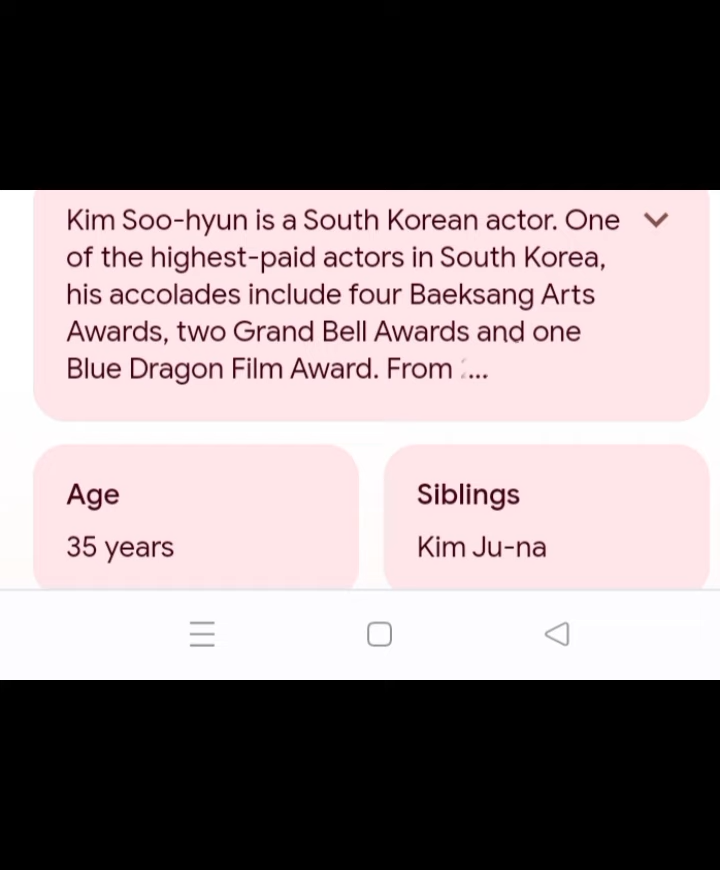 Kim Soo-hyun is a South Korean actor. One
of the highest-paid actors in South Korea,
his accolades include four Baeksang Arts
Awards, two Grand Bell Awards and one
Blue Dragon Film Award. From ...
Age
35 years
Siblings
Kim Ju-na